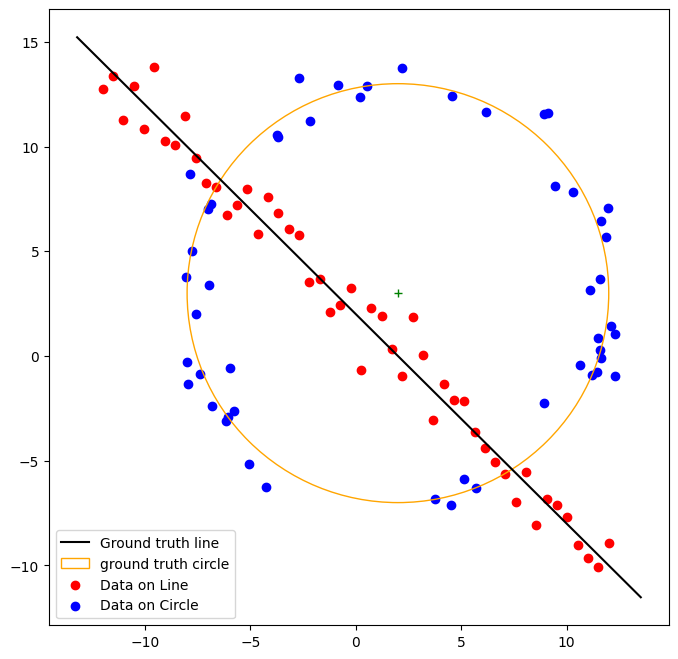 15
10
5
0
−5
−10
Ground truth line
ground truth circle
Data on Line
Data on Circle
−10 −5 0 5 10